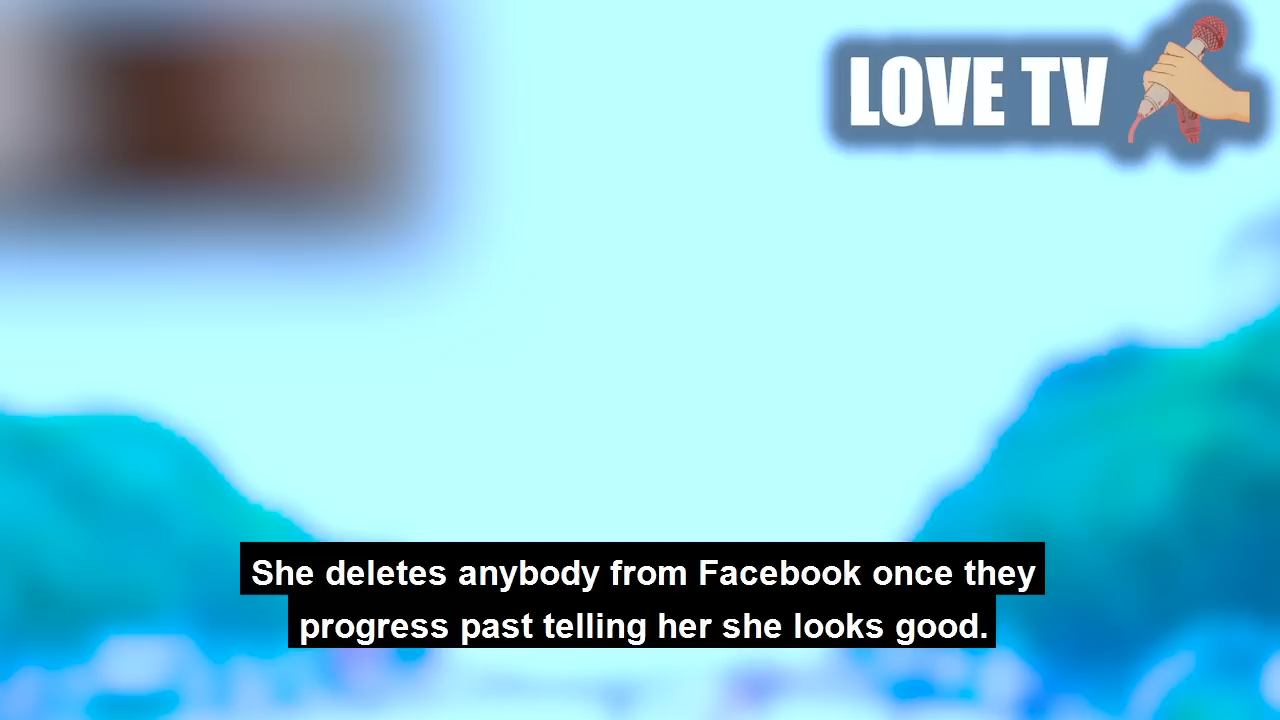 LOVE TV
She deletes anybody from Facebook once they
progress past telling her she looks good.